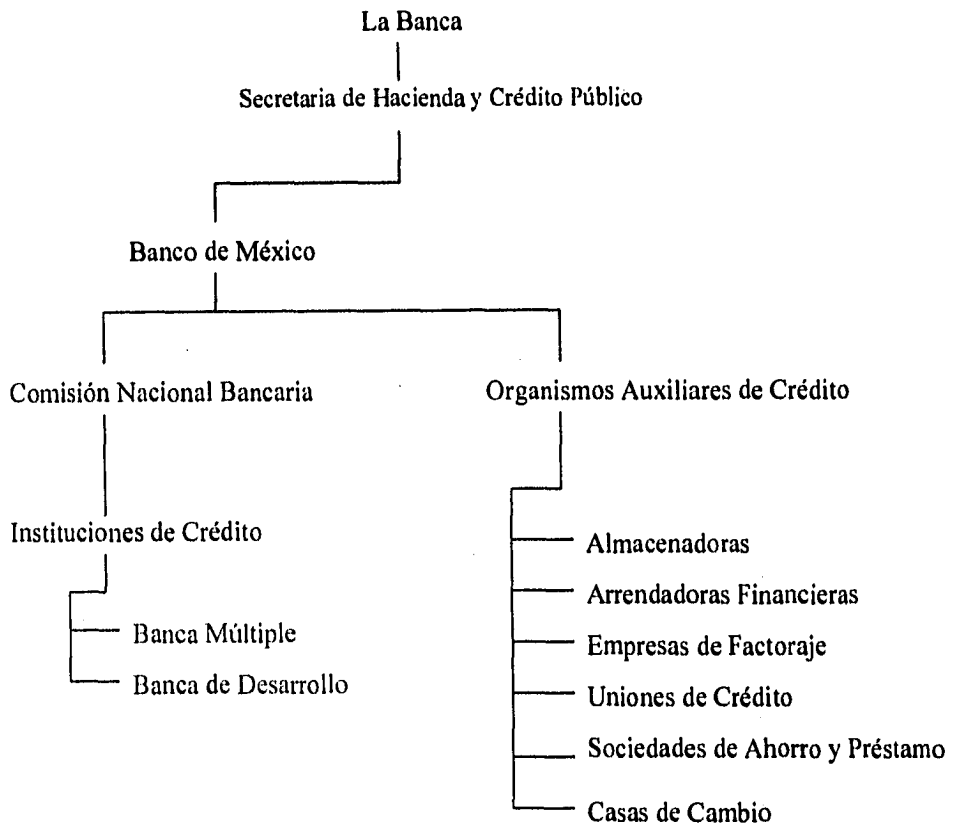 La Banca
Secretaria de Hacienda y Crédito Público
Banco de México
Comisión Nacional Bancaria
Organismos Auxiliares de Crédito
Instituciones de Crédito
Banca Múltiple
Banca de Desarrollo
Almacenadoras
Arrendadoras Financieras
Empresas de Factoraje
Uniones de Crédito
Sociedades de Ahorro y Préstamo
Casas de Cambio